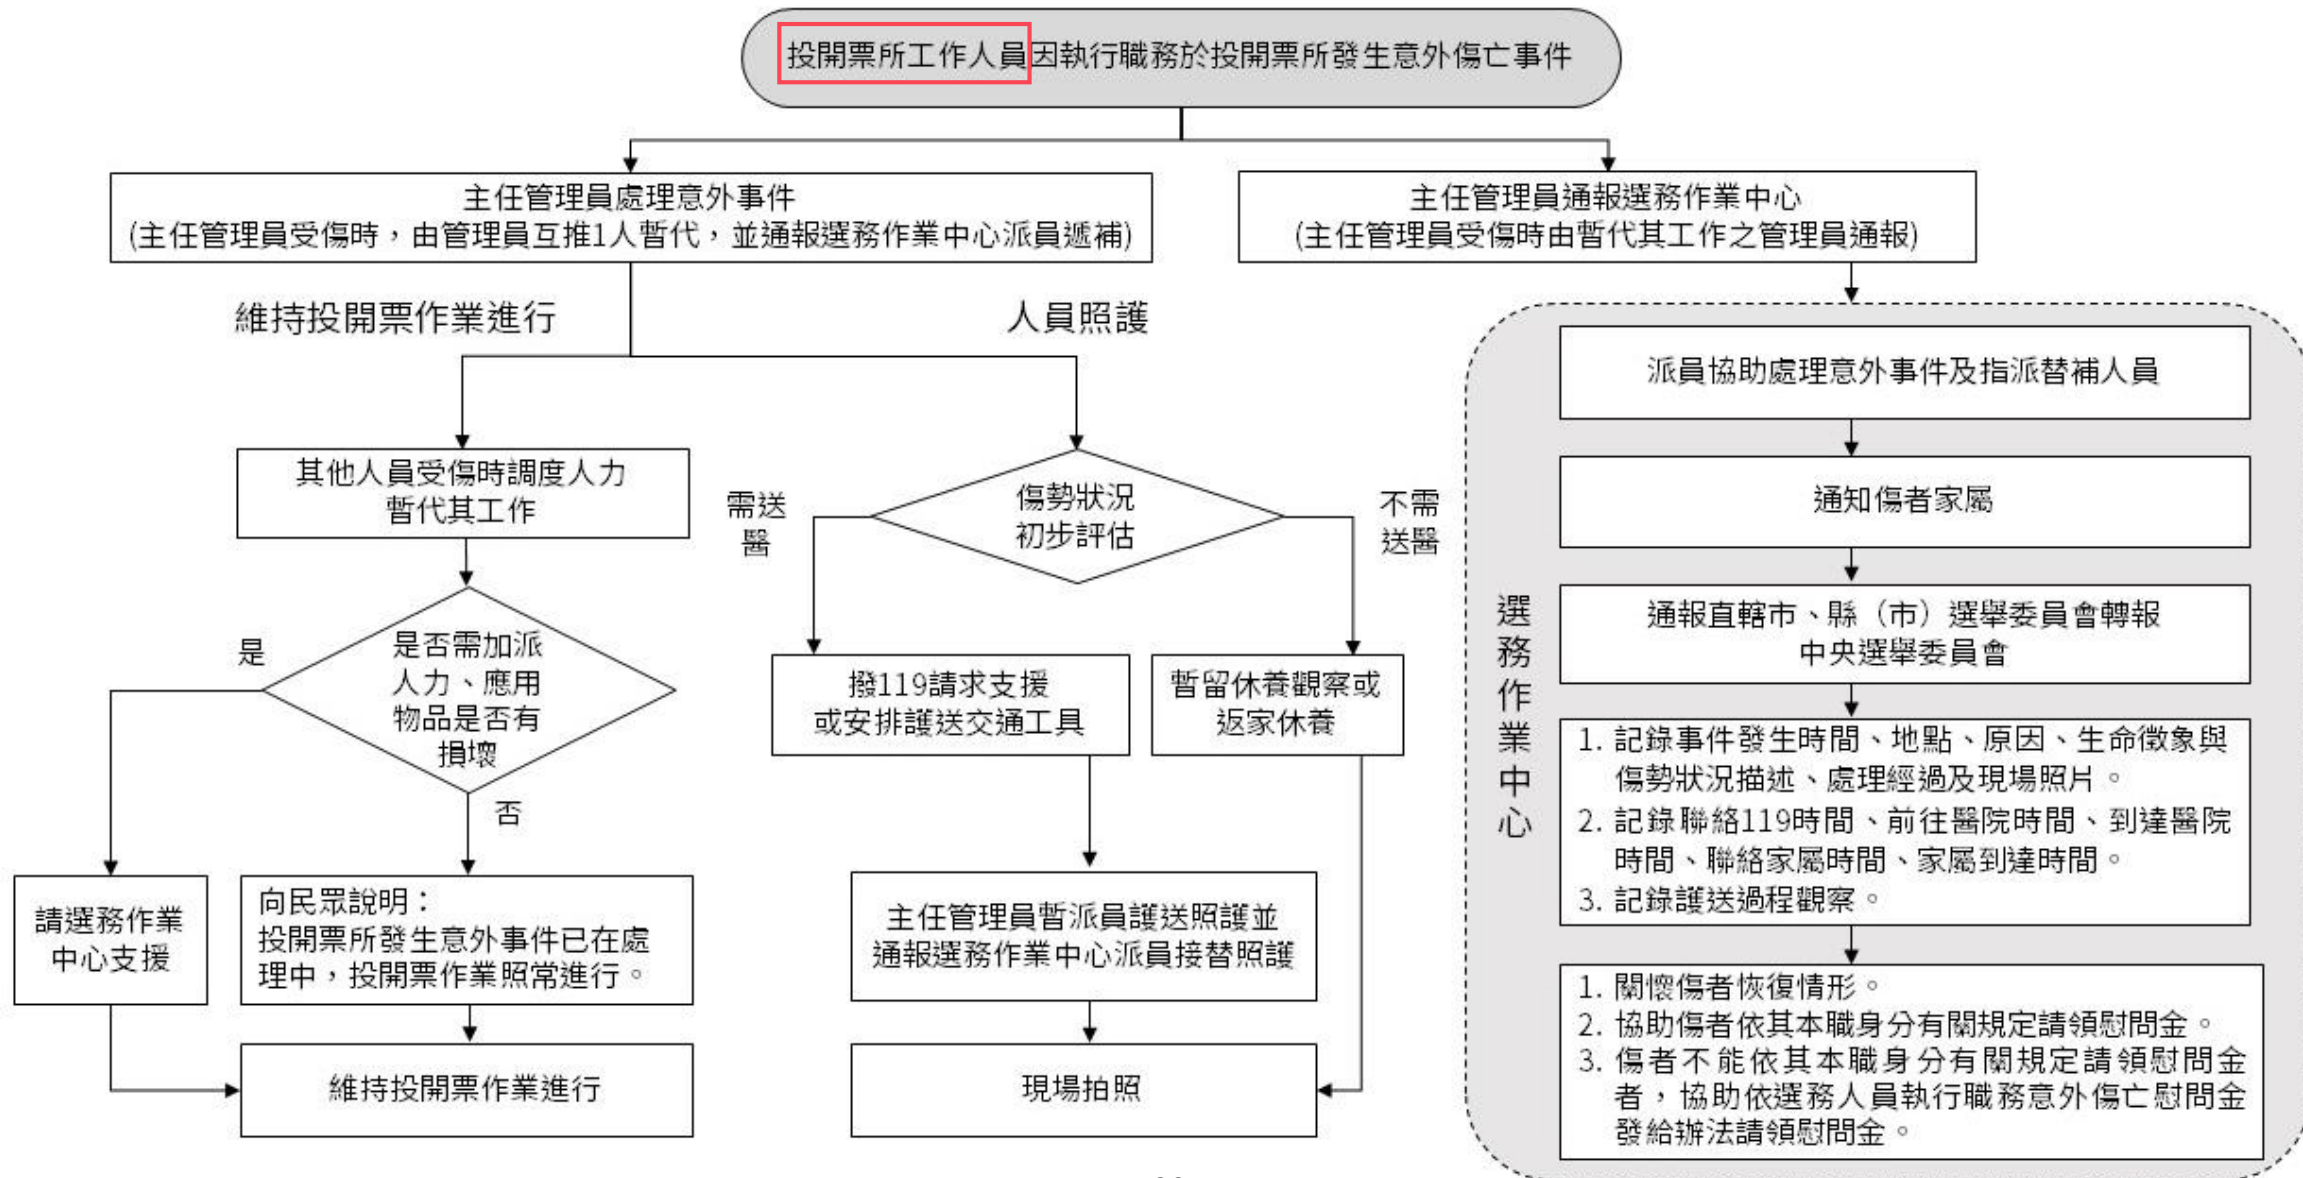 投開票所工作人員因執行職務於投開票所發生意外傷亡事件
主任管理員處理意外事件
(主任管理員受傷時，由管理員互推1人暫代，並通報選務作業中心派員遞補)
主任管理員通報選務作業中心
(主任管理員受傷時由暫代其工作之管理員通報)
維持投開票作業進行
人員照護
其他人員受傷時調度人力
暫代其工作
是否需加派
人力、應用
物品是否有
損壞
是
否
請選務作業
中心支援
向民眾說明：
投開票所發生意外事件已在處
理中，投開票作業照常進行。
維持投開票作業進行
傷勢狀況
初步評估
需送
醫
不需
送醫
撥119請求支援
或安排護送交通工具
暫留休養觀察或
返家休養
主任管理員暫派員護送照護並
通報選務作業中心派員接替照護
現場拍照
選務作業中心
派員協助處理意外事件及指派替補人員
通知傷者家屬
通報直轄市、縣（市）選舉委員會轉報
中央選舉委員會
1. 記錄事件發生時間、地點、原因、生命徵象與
傷勢狀況描述、處理經過及現場照片。
2. 記錄聯絡119時間、前往醫院時間、到達醫院
時間、聯絡家屬時間、家屬到達時間。
3. 記錄護送過程觀察。
1. 關懷傷者恢復情形。
2. 協助傷者依其本職身分有關規定請領慰問金。
3. 傷者不能依其本職身分有關規定請領慰問金
者，協助依選務人員執行職務意外傷亡慰問金
發給辦法請領慰問金。